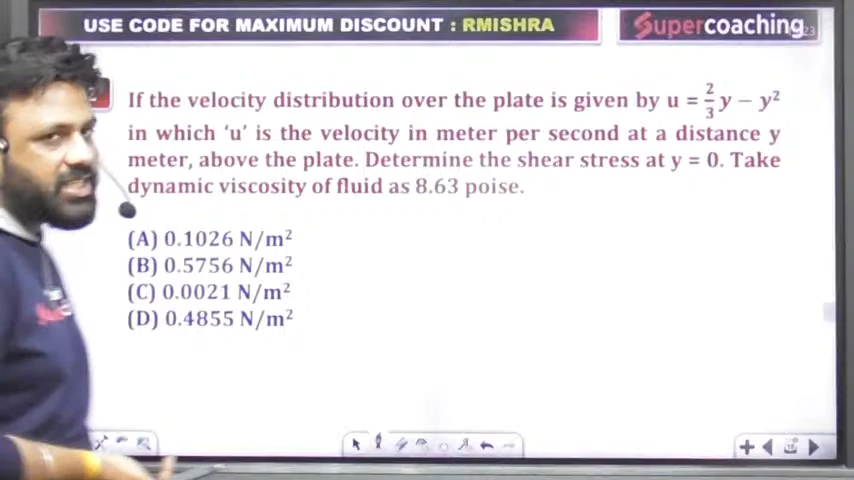 USE CODE FOR MAXIMUM DISCOUNT : RMISHRA
Supercoaching
If the velocity distribution over the plate is given by u = 2/3 y − y²
in which ‘u’ is the velocity in meter per second at a distance y
meter, above the plate. Determine the shear stress at y = 0. Take
dynamic viscosity of fluid as 8.63 poise.
(A) 0.1026 N/m²
(B) 0.5756 N/m²
(C) 0.0021 N/m²
(D) 0.4855 N/m²